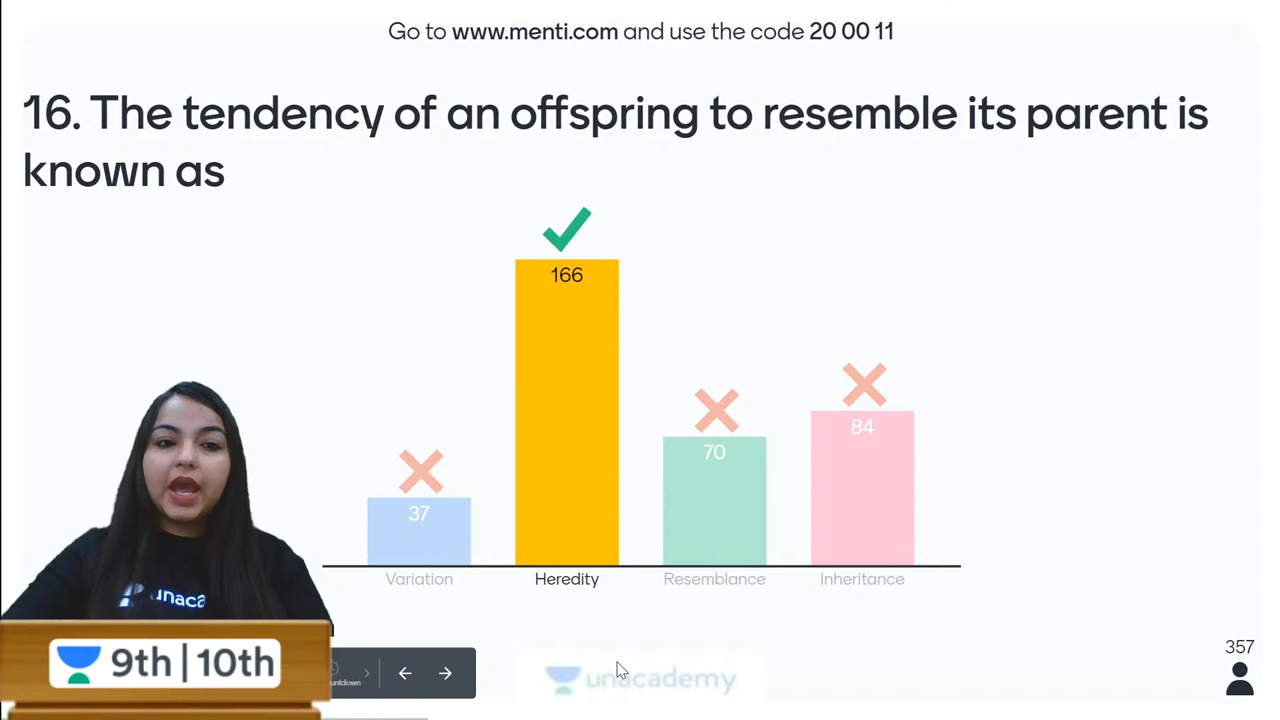 Go to www.menti.com and use the code 20 00 11
16. The tendency of an offspring to resemble its parent is
known as
166
84
70
37
Variation
Heredity
Resemblance
Inheritance
unaca
9th | 10th
unacademy
357